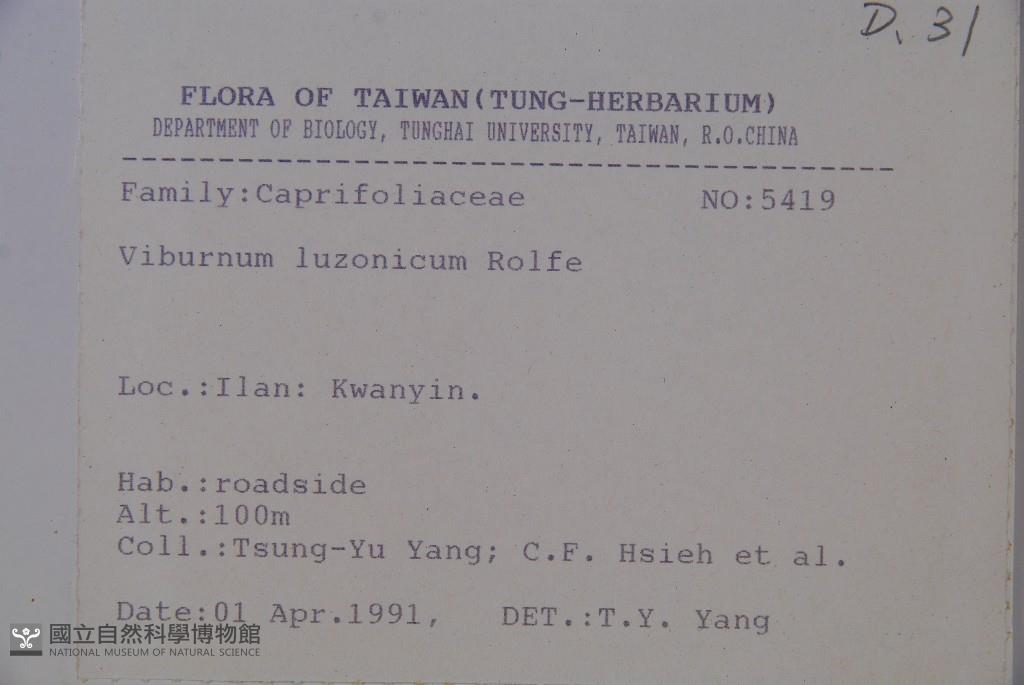 D. 31
FLORA OF TAIWAN(TUNG-HERBARIUM)
DEPARTMENT OF BIOLOGY, TUNGHAI UNIVERSITY, TAIWAN, R.O.CHINA
----------------------------------------
Family:Caprifoliaceae NO:5419
Viburnum luzonicum Rolfe
Loc.:Ilan: Kwanyin.
Hab.:roadside
Alt.:100m
Coll.:Tsung-Yu Yang; C.F. Hsieh et al.
Date:01 Apr.1991, DET.:T.Y. Yang
國立自然科學博物館
NATIONAL MUSEUM OF NATURAL SCIENCE